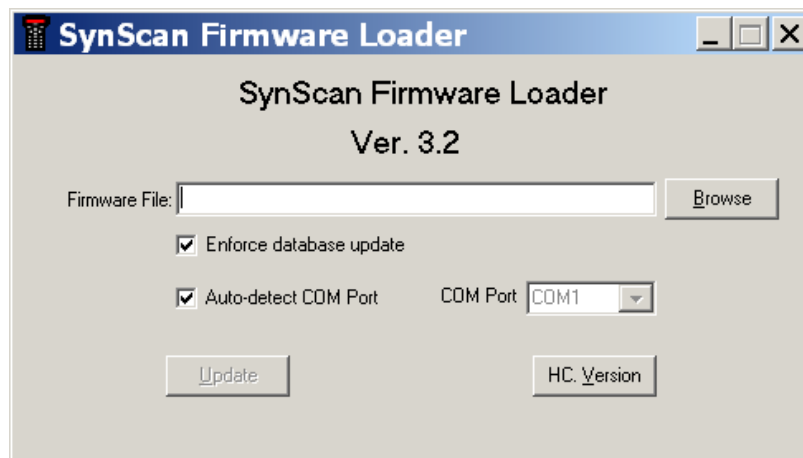 SynScan Firmware Loader
SynScan Firmware Loader
Ver. 3.2
Firmware File: Browse
Enforce database update
Auto-detect COM Port COM Port COM1
Update HC. Version